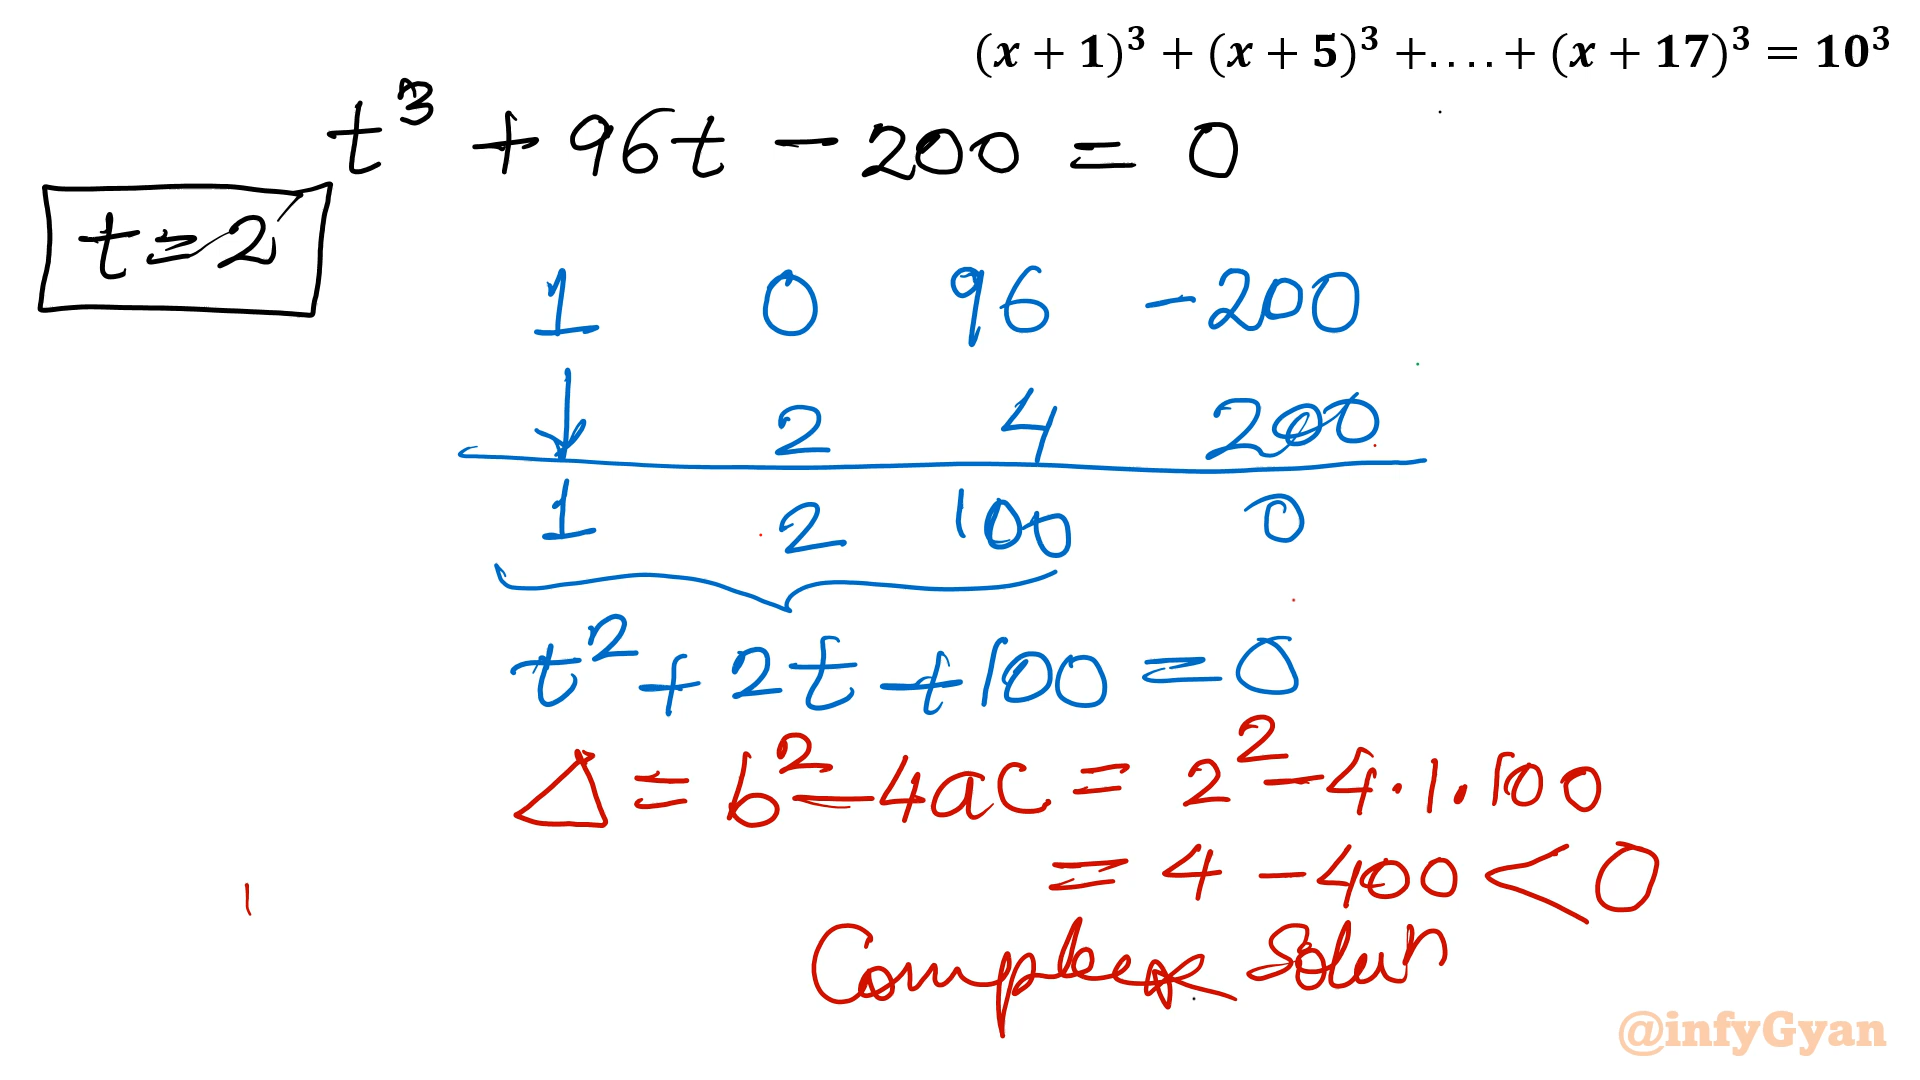 (x + 1)³ + (x + 5)³ +....+ (x + 17)³ = 10³
t³ + 96t - 200 = 0
t = 2
1 0 96 -200
↓ 2 4 200
1 2 100 0
t² + 2t + 100 = 0
Δ = b² - 4ac = 2² - 4 · 1 · 100
= 4 - 400 < 0
Complex Solun
@infyGyan